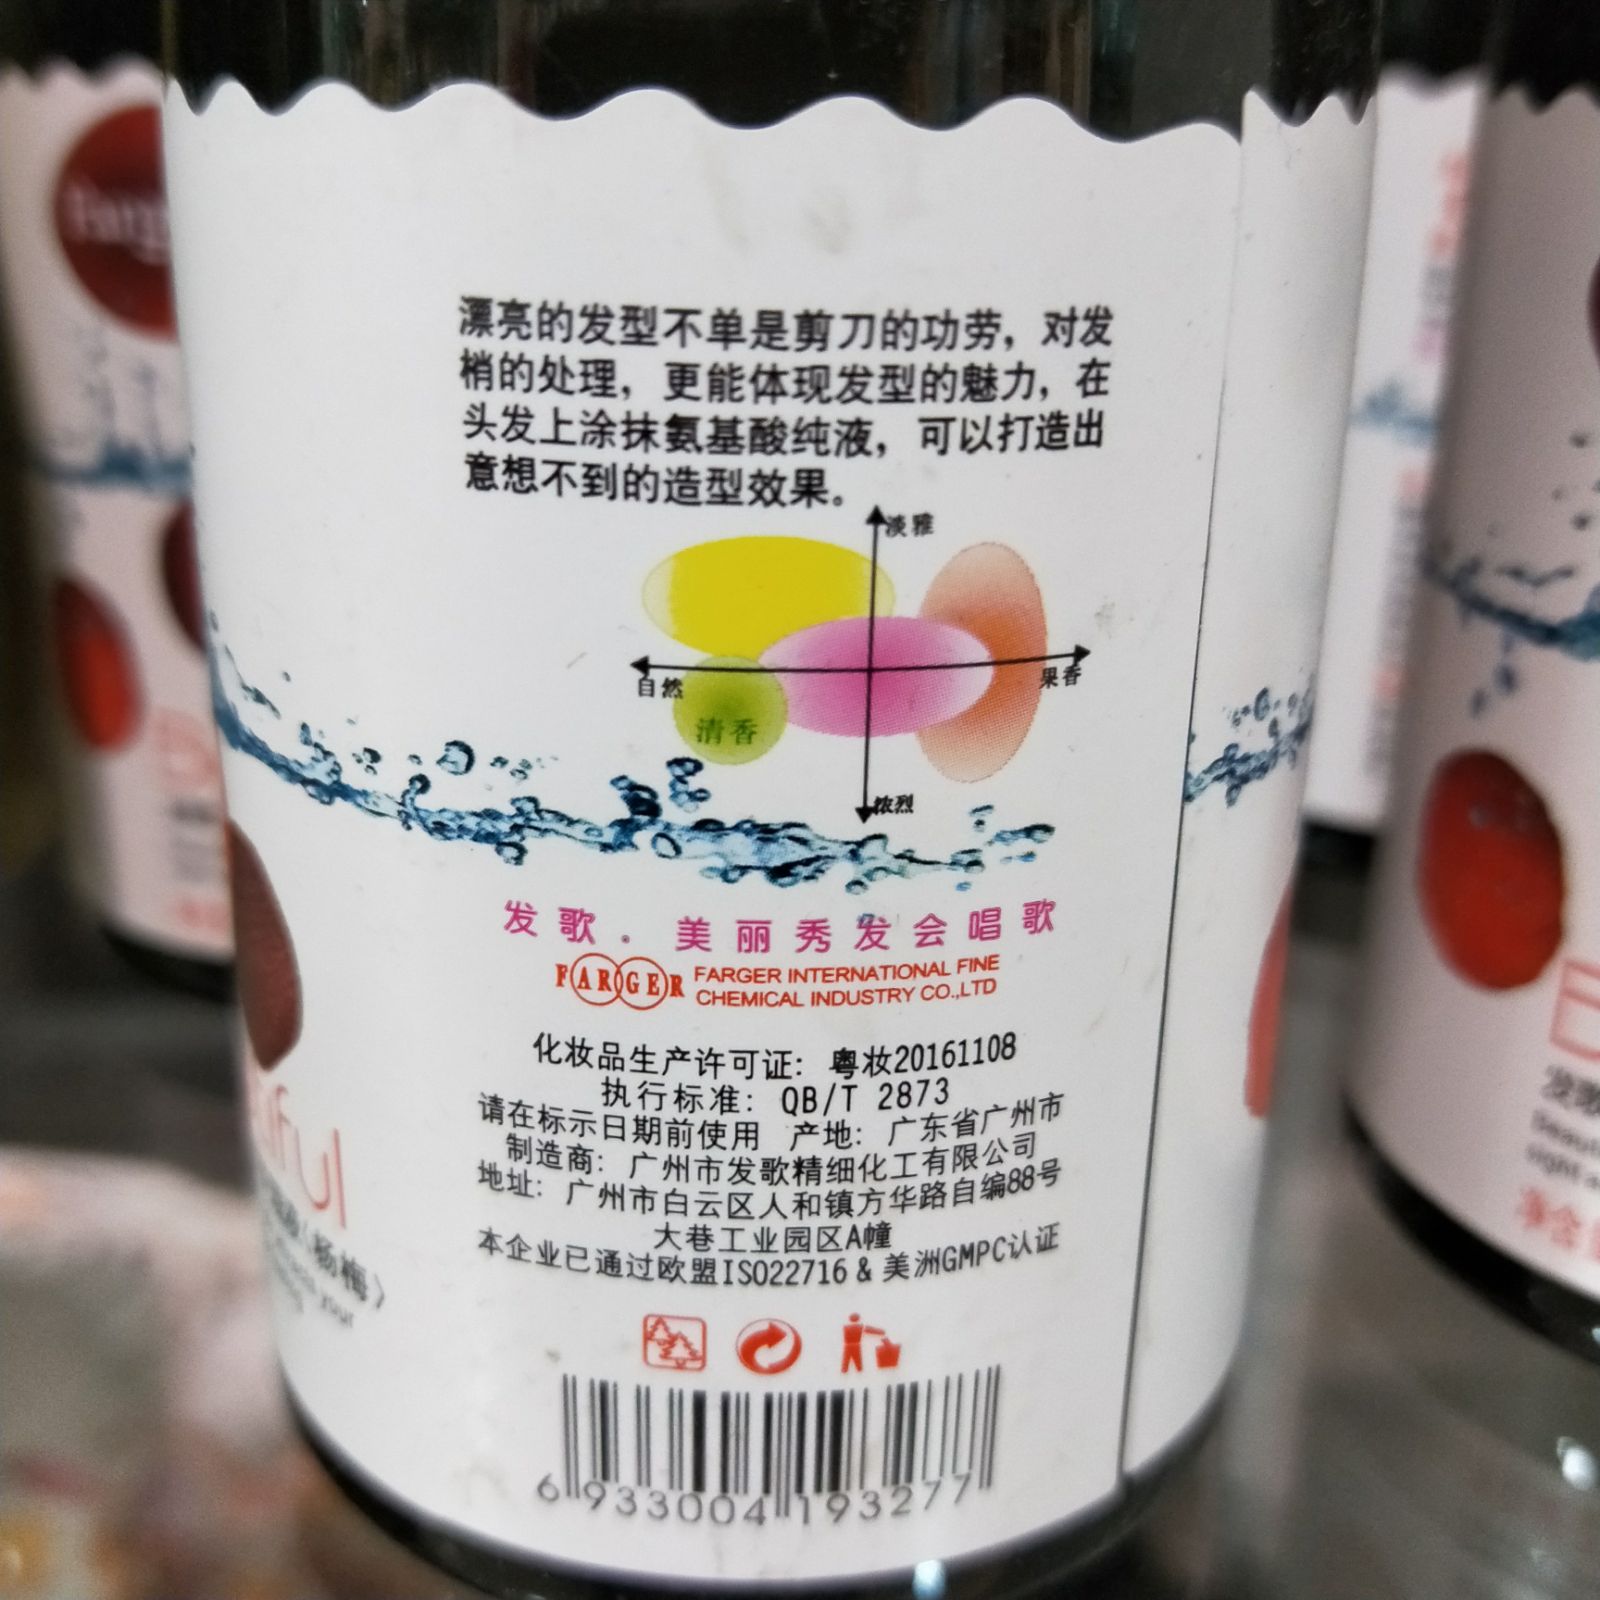 漂亮的发型不单是剪刀的功劳，对发
梢的处理，更能体现发型的魅力，在
头发上涂抹氨基酸纯液，可以打造出
意想不到的造型效果。
淡雅
自然
果香
清香
浓烈
发歌．美丽秀发会唱歌
FARGER FARGER INTERNATIONAL FINE
CHEMICAL INDUSTRY CO.,LTD
化妆品生产许可证：粤妆20161108
执行标准：QB/T 2873
请在标示日期前使用 产地：广东省广州市
制造商：广州市发歌精细化工有限公司
地址：广州市白云区人和镇方华路自编88号
大巷工业园区A幢
本企业已通过欧盟ISO22716 & 美洲GMPC认证
6 933004 193277
〈杨梅〉
your